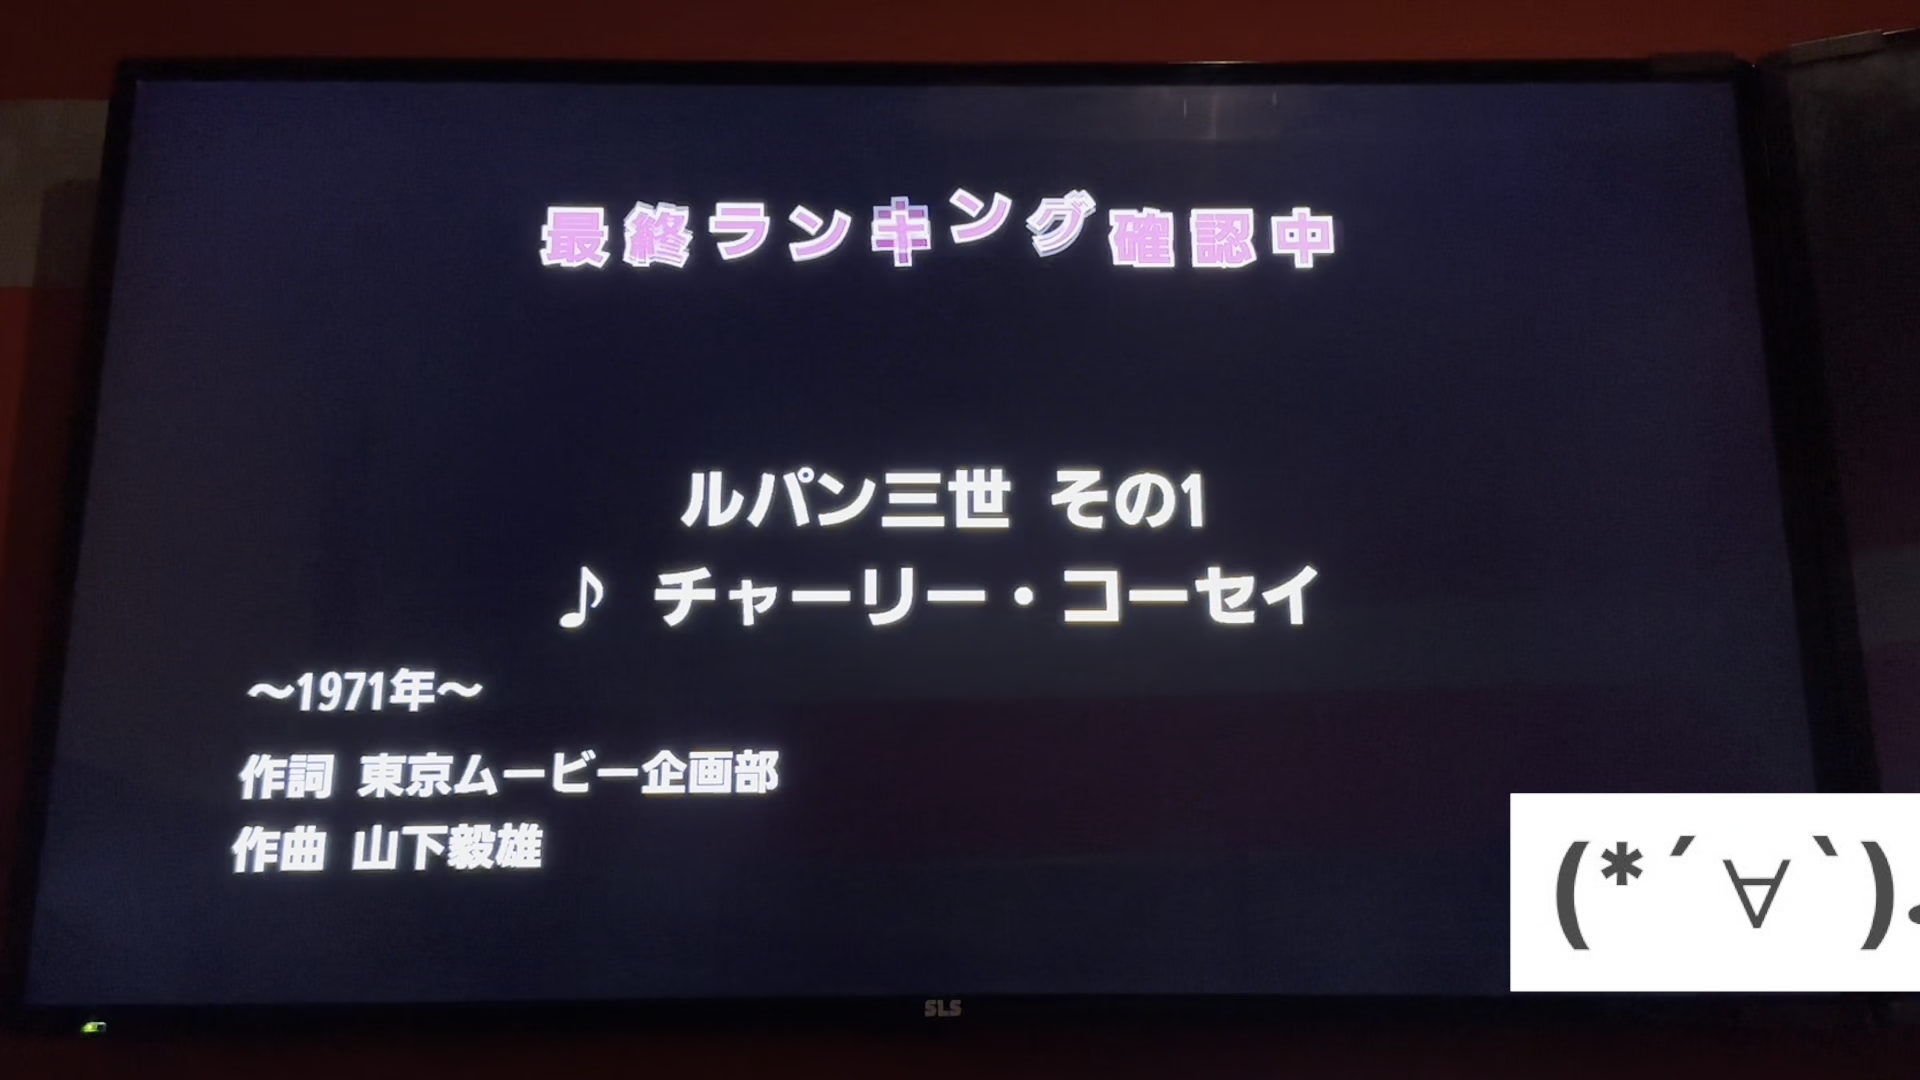 最終ランキング確認中
ルパン三世 その1
♪ チャーリー・コーセイ
～1971年～
作詞 東京ムービー企画部
作曲 山下毅雄
(*´∀`)
SLS